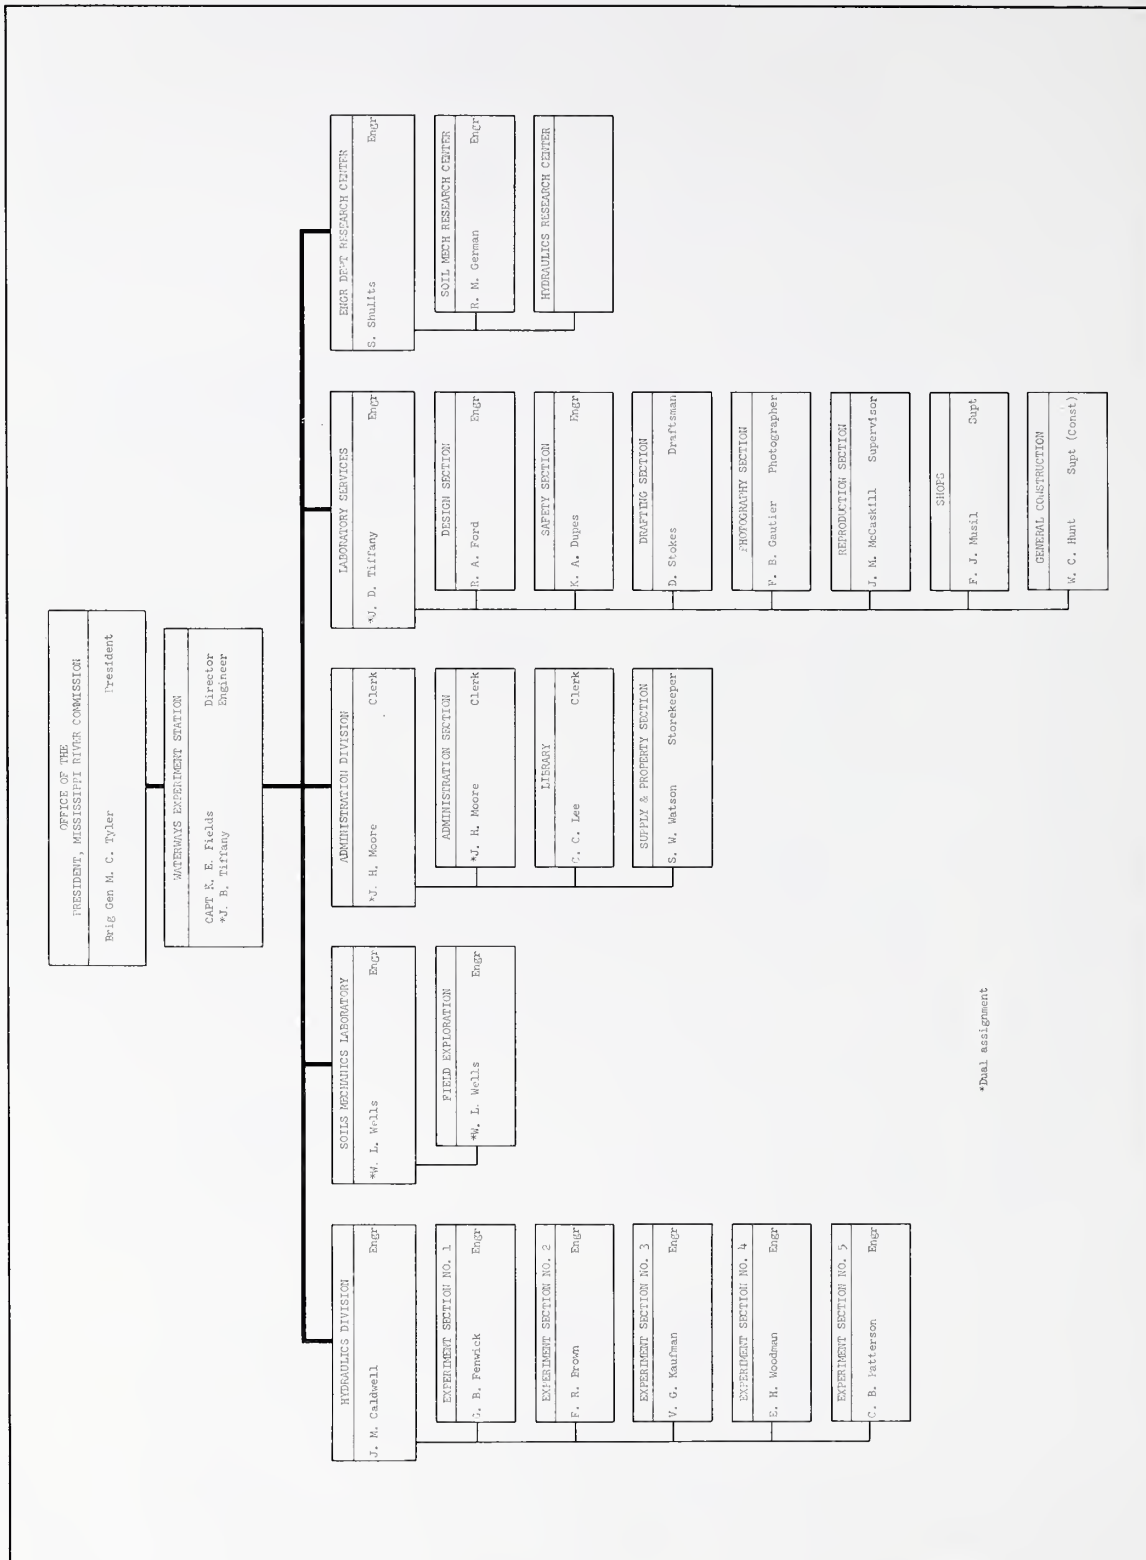 OFFICE OF THE
PRESIDENT, MISSISSIPPI RIVER COMMISSION
Brig Gen M. C. Tyler President
WATERWAYS EXPERIMENT STATION
CAPT K. E. Fields Director
*J. B. Tiffany Engineer
HYDRAULICS DIVISION
J. M. Caldwell Engr
EXPERIMENT SECTION NO. 1
G. B. Fenwick Engr
EXPERIMENT SECTION NO. 2
F. R. Brown Engr
EXPERIMENT SECTION NO. 3
V. G. Kaufman Engr
EXPERIMENT SECTION NO. 4
E. H. Woodman Engr
EXPERIMENT SECTION NO. 5
C. B. Patterson Engr
SOILS MECHANICS LABORATORY
*W. L. Wells Engr
FIELD EXPLORATION
*W. L. Wells Engr
ADMINISTRATION DIVISION
*J. H. Moore Clerk
ADMINISTRATION SECTION
*J. H. Moore Clerk
LIBRARY
C. Lee Clerk
SUPPLY & PROPERTY SECTION
S. W. Watson Storekeeper
LABORATORY SERVICES
*J. D. Tiffany Engr
DESIGN SECTION
R. A. Ford Engr
SAFETY SECTION
K. A. Dupes Engr
DRAFTING SECTION
D. Stokes Draftsman
PHOTOGRAPHY SECTION
F. B. Gautier Photographer
REPRODUCTION SECTION
J. M. McCaskill Supervisor
SHOPS
F. J. Musil Supt
GENERAL CONSTRUCTION
W. C. Hunt Supt (Const)
ENGR DEPT RESEARCH CENTER
S. Shulits Engr
SOIL MECH RESEARCH CENTER
R. M. German Engr
HYDRAULICS RESEARCH CENTER
*Dual assignment